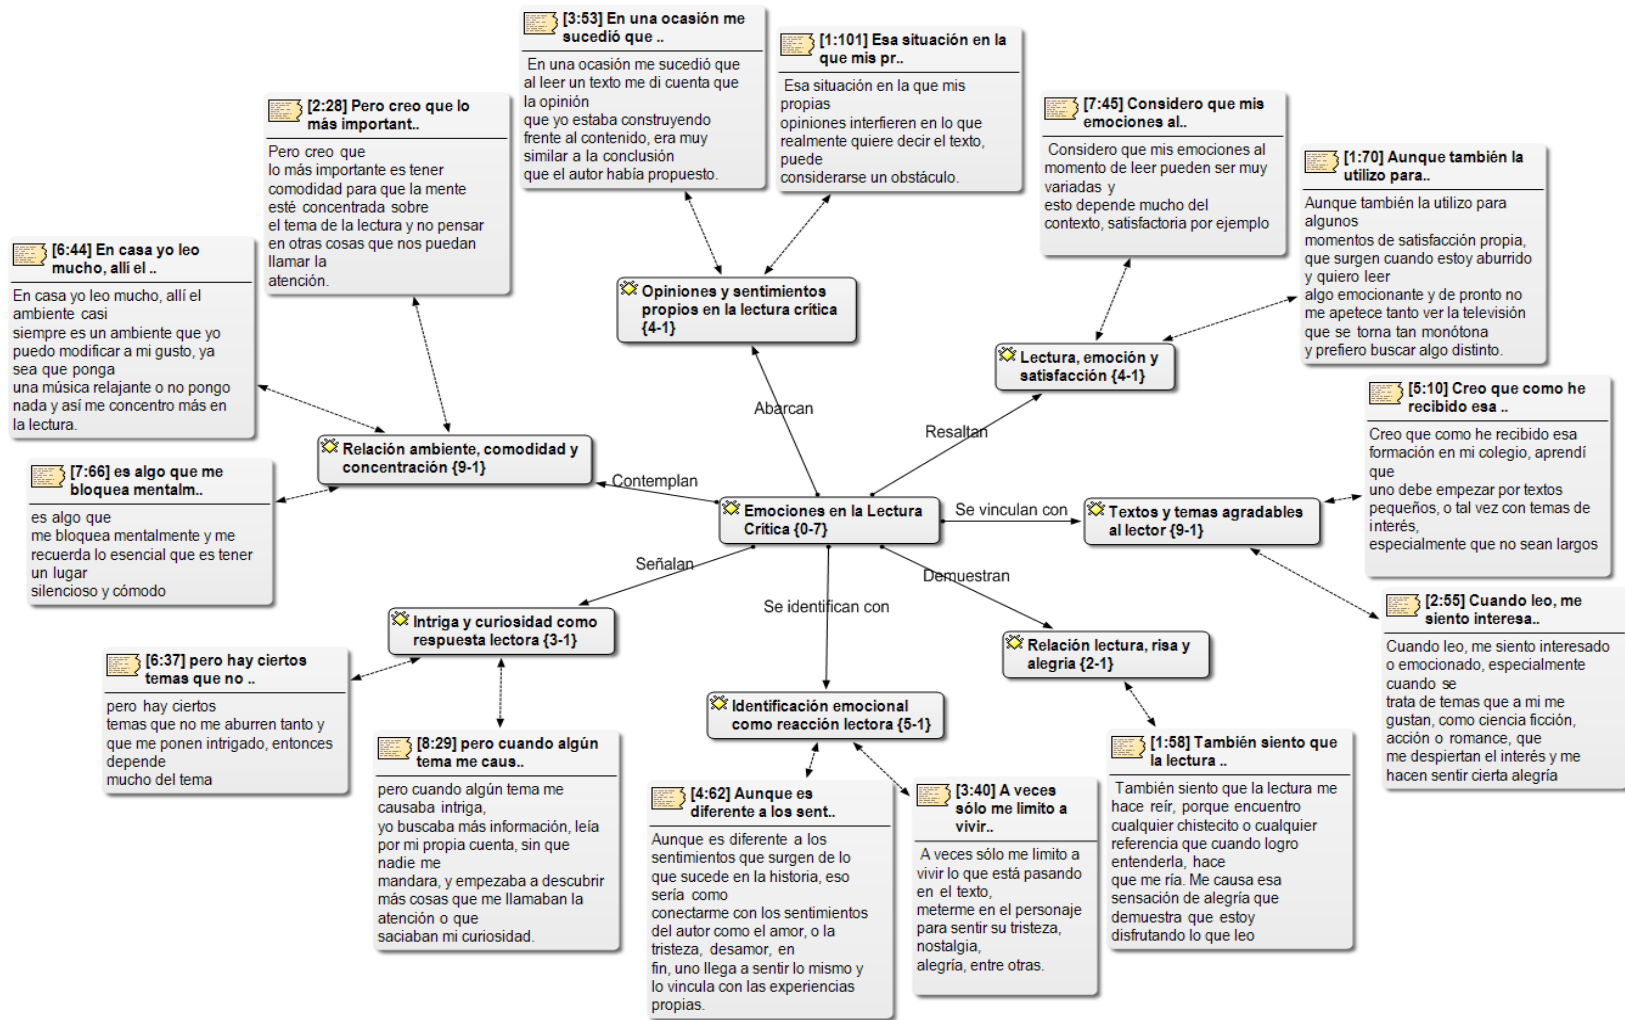 [3:53] En una ocasión me
sucedió que ..
En una ocasión me sucedió que
al leer un texto me di cuenta que
la opinión
que yo estaba construyendo
frente al contenido, era muy
similar a la conclusión
que el autor había propuesto.
[1:101] Esa situación en la
que mis pr..
Esa situación en la que mis
propias
opiniones interfieren en lo que
realmente quiere decir el texto,
puede
considerarse un obstáculo.
[2:28] Pero creo que lo
más important..
Pero creo que
lo más importante es tener
comodidad para que la mente
esté concentrada sobre
el tema de la lectura y no pensar
en otras cosas que nos puedan
llamar la
atención.
[7:45] Considero que mis
emociones al..
Considero que mis emociones al
momento de leer pueden ser muy
variadas y
esto depende mucho del
contexto, satisfactoria por ejemplo
[1:70] Aunque también la
utilizo para..
Aunque también la utilizo para
algunos
momentos de satisfacción propia,
que surgen cuando estoy aburrido
y quiero leer
algo emocionante y de pronto no
me apetece tanto ver la televisión
que se torna tan monótona
y prefiero buscar algo distinto.
[6:44] En casa yo leo
mucho, allí el ..
En casa yo leo mucho, allí el
ambiente casi
siempre es un ambiente que yo
puedo modificar a mi gusto, ya
sea que ponga
una música relajante o no pongo
nada y así me concentro más en
la lectura.
Opiniones y sentimientos
propios en la lectura crítica
{4-1}
Lectura, emoción y
satisfacción {4-1}
Abarcan
Resaltan
[5:10] Creo que como he
recibido esa ..
Creo que como he recibido esa
formación en mi colegio, aprendí
que
uno debe empezar por textos
pequeños, o tal vez con temas de
interés,
especialmente que no sean largos
Relación ambiente, comodidad y
concentración {9-1}
[7:66] es algo que me
bloquea mentalm..
es algo que
me bloquea mentalmente y me
recuerda lo esencial que es tener
un lugar
silencioso y cómodo
Contemplan
Emociones en la Lectura
Crítica {0-7}
Se vinculan con
Textos y temas agradables
al lector {9-1}
Señalan
Se identifican con
Demuestran
Intriga y curiosidad como
respuesta lectora {3-1}
Relación lectura, risa y
alegría {2-1}
[2:55] Cuando leo, me
siento interesa..
Cuando leo, me siento interesado
o emocionado, especialmente
cuando se
trata de temas que a mi me
gustan, como ciencia ficción,
acción o romance, que
me despiertan el interés y me
hacen sentir cierta alegría
[6:37] pero hay ciertos
temas que no ..
pero hay ciertos
temas que no me aburren tanto y
que me ponen intrigado, entonces
depende
mucho del tema
Identificación emocional
como reacción lectora {5-1}
[8:29] pero cuando algún
tema me caus..
pero cuando algún tema me
causaba intriga,
yo buscaba más información, leía
por mi propia cuenta, sin que
nadie me
mandara, y empezaba a descubrir
más cosas que me llamaban la
atención o que
saciaban mi curiosidad.
[4:62] Aunque es
diferente a los sent..
Aunque es diferente a los
sentimientos que surgen de lo
que sucede en la historia, eso
sería como
conectarme con los sentimientos
del autor como el amor, o la
tristeza, desamor, en
fin, uno llega a sentir lo mismo y
lo vincula con las experiencias
propias.
[3:40] A veces
sólo me limito a
vivir..
A veces sólo me limito a
vivir lo que está pasando
en el texto,
meterme en el personaje
para sentir su tristeza,
nostalgia,
alegría, entre otras.
[1:58] También siento que
la lectura ..
También siento que la lectura me
hace reír, porque encuentro
cualquier chistecito o cualquier
referencia que cuando logro
entenderla, hace
que me ría. Me causa esa
sensación de alegría que
demuestra que estoy
disfrutando lo que leo